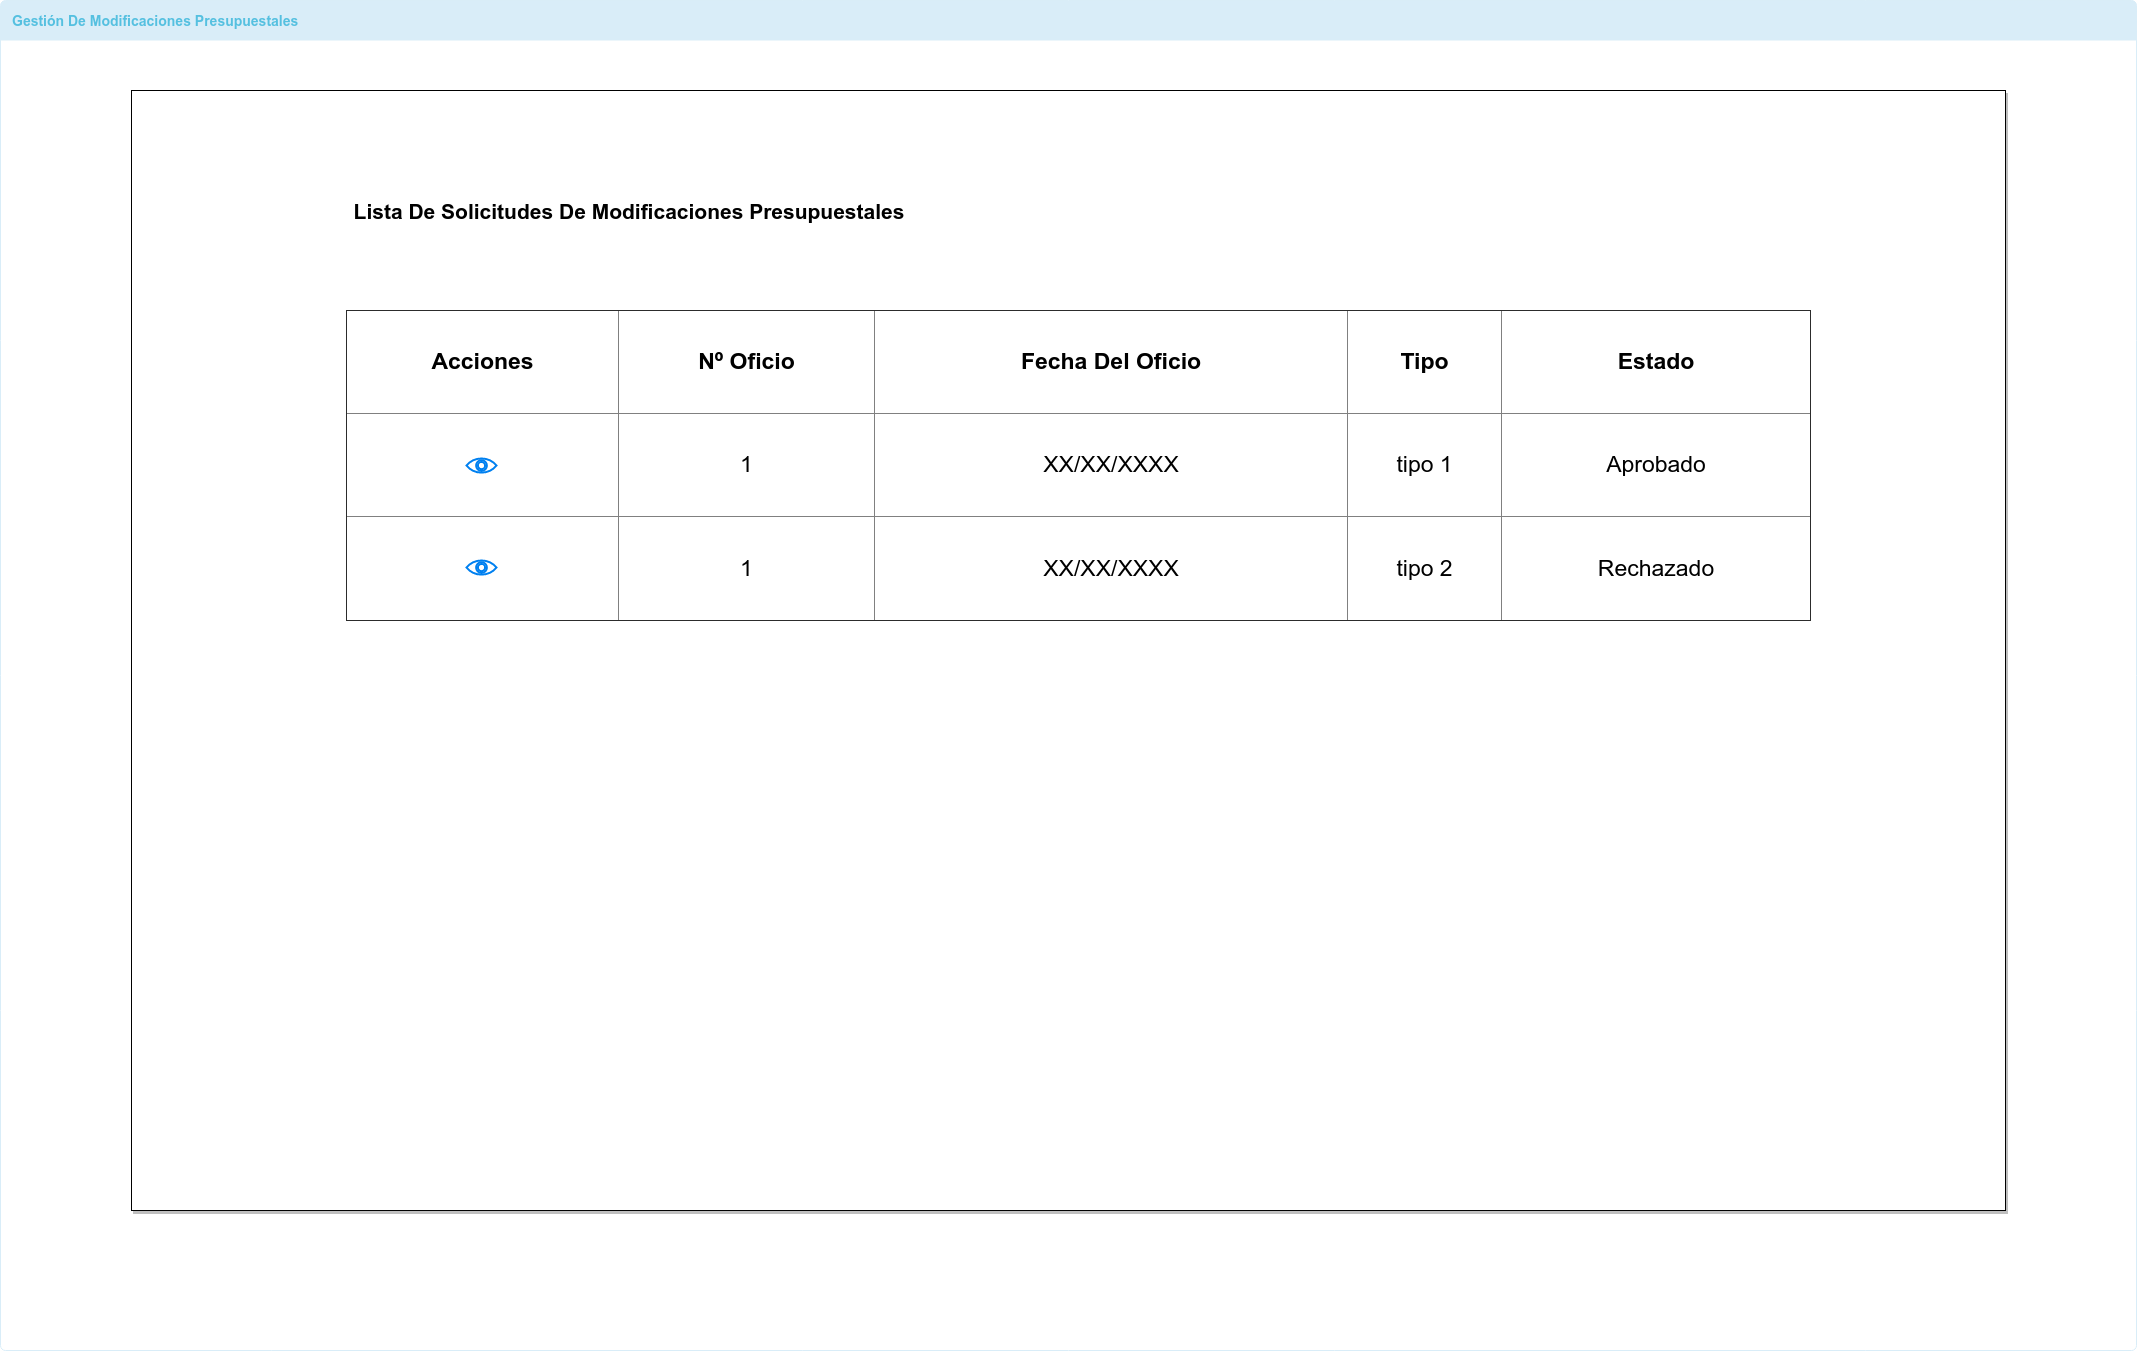 Gestión De Modificaciones Presupuestales
Lista De Solicitudes De Modificaciones Presupuestales
Acciones Nº Oficio Fecha Del Oficio Tipo Estado
1 XX/XX/XXXX tipo 1 Aprobado
1 XX/XX/XXXX tipo 2 Rechazado